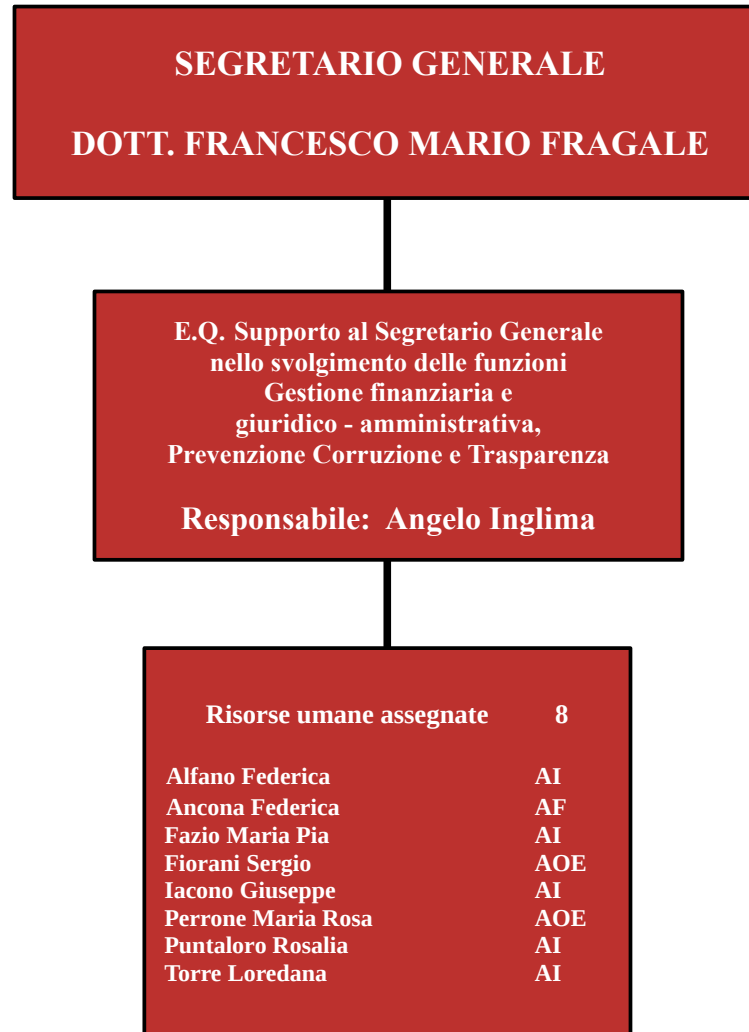 SEGRETARIO GENERALE
DOTT. FRANCESCO MARIO FRAGALE
E.Q. Supporto al Segretario Generale
nello svolgimento delle funzioni
Gestione finanziaria e
giuridico - amministrativa,
Prevenzione Corruzione e Trasparenza
Responsabile: Angelo Inglima
Risorse umane assegnate 8
Alfano Federica AI
Ancona Federica AF
Fazio Maria Pia AI
Fiorani Sergio AOE
Iacono Giuseppe AI
Perrone Maria Rosa AOE
Puntaloro Rosalia AI
Torre Loredana AI